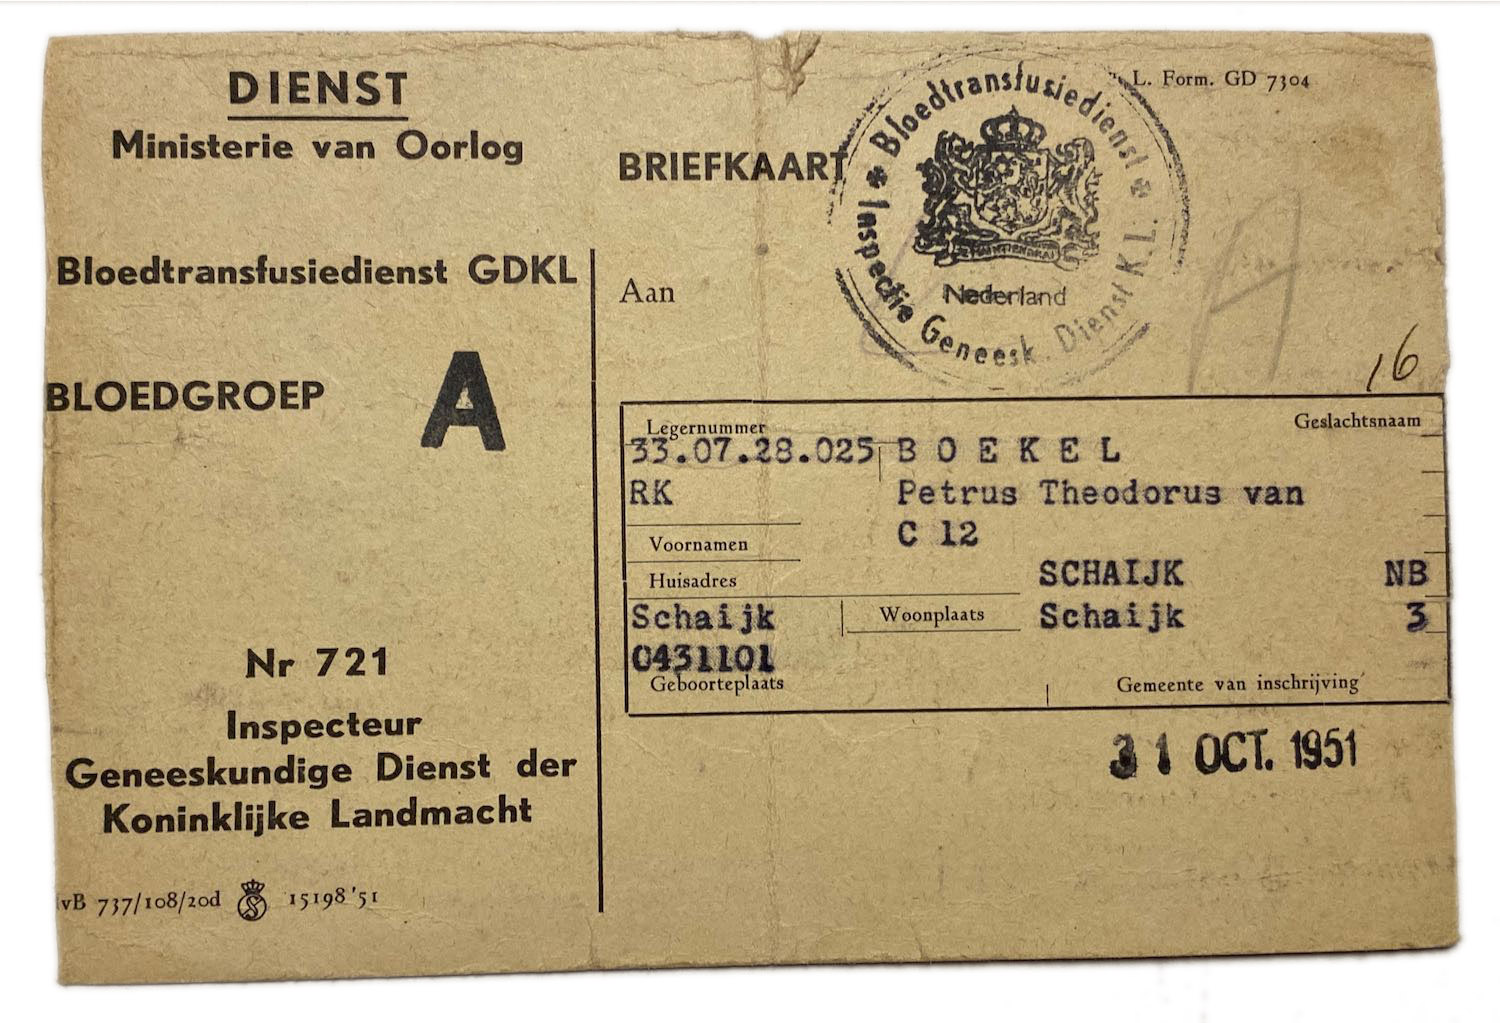 DIENST
Ministerie van Oorlog
Bloedtransfusiedienst GDKL
BLOEDGROEP A
Nr 721
Inspecteur
Geneeskundige Dienst der
Koninklijke Landmacht
vB 737/108/20d 15198'51
L. Form. GD 7304
BRIEFKAART
Bloedtransfusiedienst
Inspectie Geneesk. Dienst K.L.
Nederland
Aan
A
16
Legernummer Geslachtsnaam
33.07.28.025 BOEKEL
RK Petrus Theodorus van
Voornamen C 12
Huisadres SCHAIJK NB
Schaijk Woonplaats Schaijk 3
0431101
Geboorteplaats Gemeente van inschrijving
31 OCT. 1951